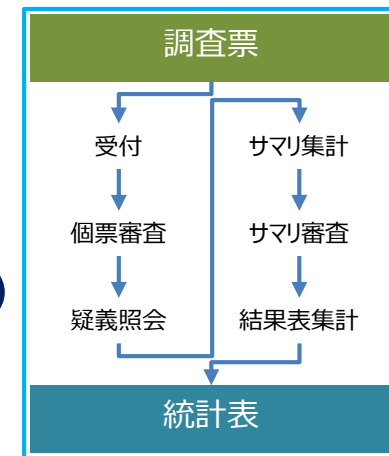 調査票
受付
個票審査
疑義照会
サマリ集計
サマリ審査
結果表集計
統計表